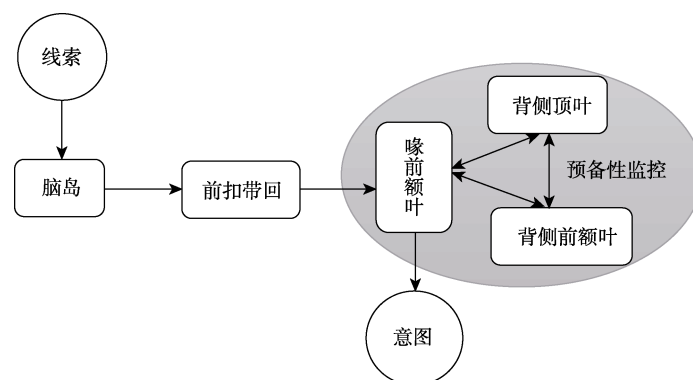 线索
脑岛
前扣带回
喙前额叶
背侧顶叶
预备性监控
背侧前额叶
意图